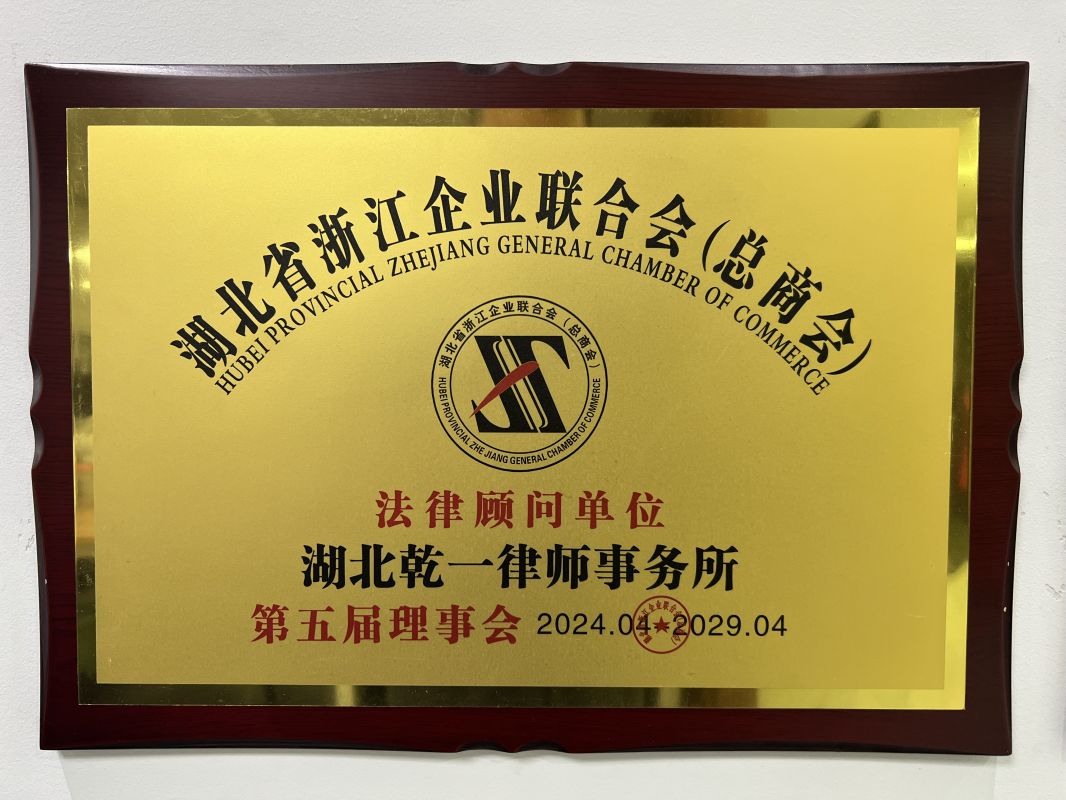 湖北省浙江企业联合会(总商会)
HUBEI PROVINCIAL ZHEJIANG GENERAL CHAMBER OF COMMERCE
湖北省浙江企业联合会(总商会)
HUBEI PROVINCIAL ZHE JIANG GENERAL CHAMBER OF COMMERCE
法律顾问单位
湖北乾一律师事务所
第五届理事会 2024.04-2029.04